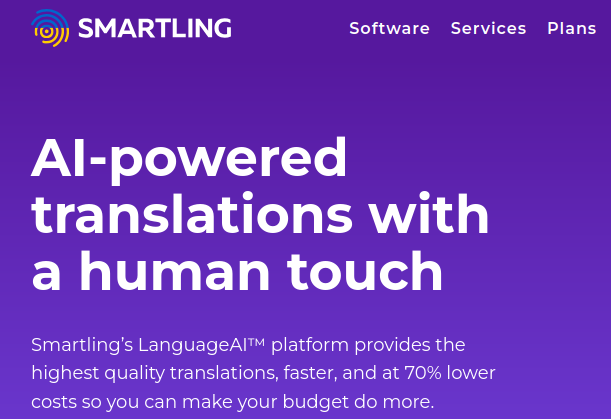 SMARTLING
Software Services Plans
AI-powered
translations with
a human touch
Smartling’s LanguageAI™ platform provides the
highest quality translations, faster, and at 70% lower
costs so you can make your budget do more.